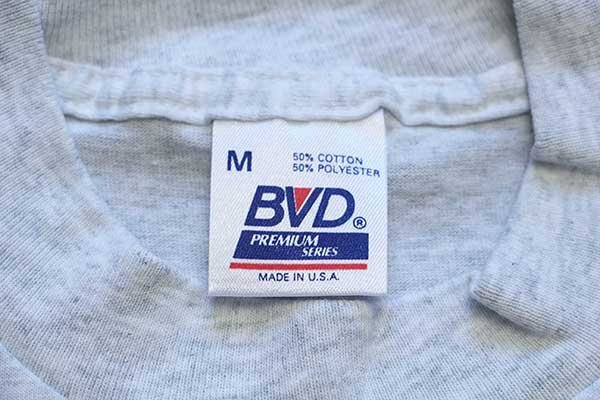 M
50% COTTON
50% POLYESTER
BVD®
PREMIUM
SERIES
MADE IN U.S.A.